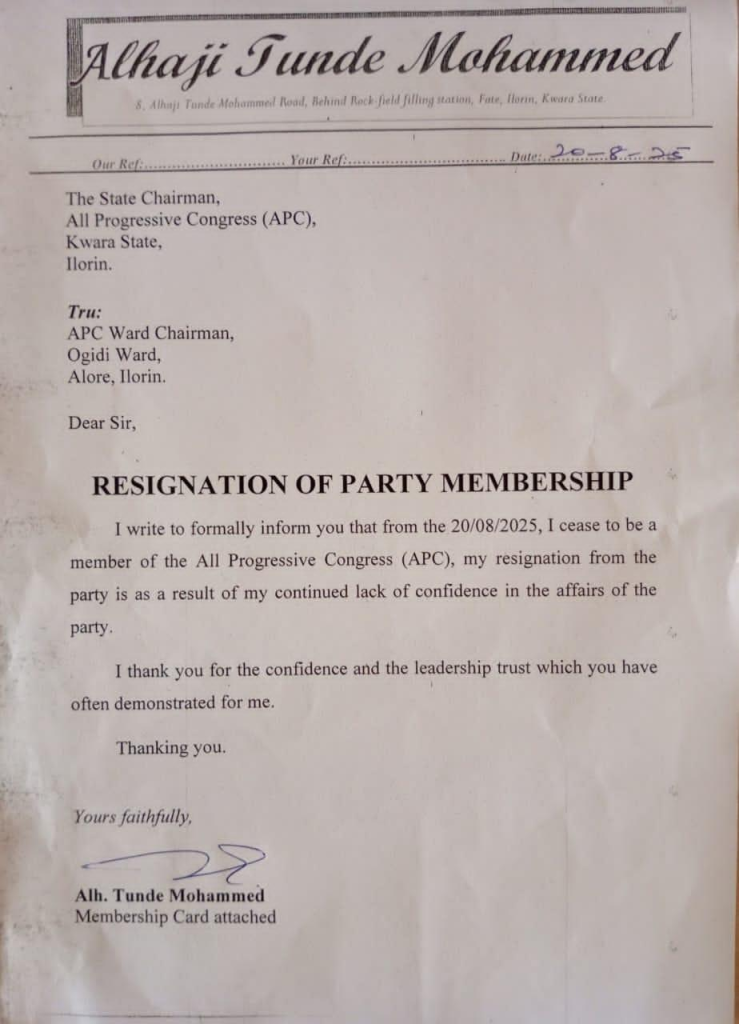 Alhaji Tunde Mohammed
8, Alhaji Tunde Mohammed Road, Behind Rock-field filling station, Fate, Ilorin, Kwara State.
Our Ref:.............................. Your Ref:.................................. Date: 20-8-25
The State Chairman,
All Progressive Congress (APC),
Kwara State,
Ilorin.
Tru:
APC Ward Chairman,
Ogidi Ward,
Alore, Ilorin.
Dear Sir,
RESIGNATION OF PARTY MEMBERSHIP
I write to formally inform you that from the 20/08/2025, I cease to be a
member of the All Progressive Congress (APC), my resignation from the
party is as a result of my continued lack of confidence in the affairs of the
party.
I thank you for the confidence and the leadership trust which you have
often demonstrated for me.
Thanking you.
Yours faithfully,
Alh. Tunde Mohammed
Membership Card attached